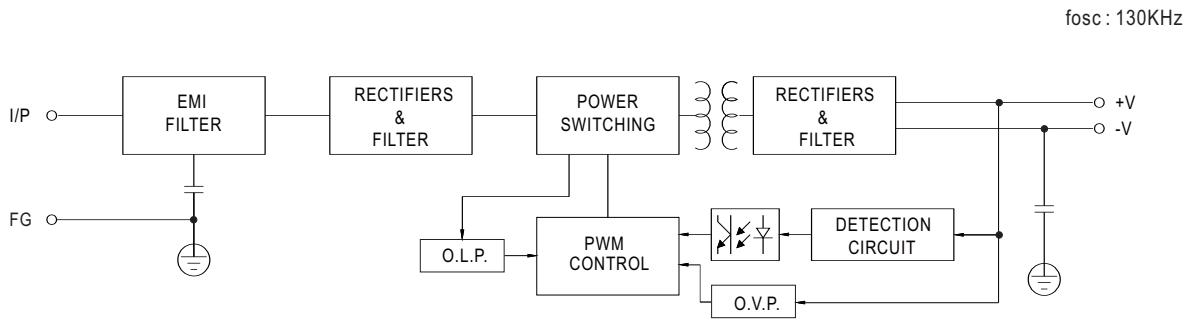 fosc : 130KHz
I/P
EMI
FILTER
RECTIFIERS
&
FILTER
POWER
SWITCHING
RECTIFIERS
&
FILTER
+V
-V
FG
O.L.P.
PWM
CONTROL
DETECTION
CIRCUIT
O.V.P.